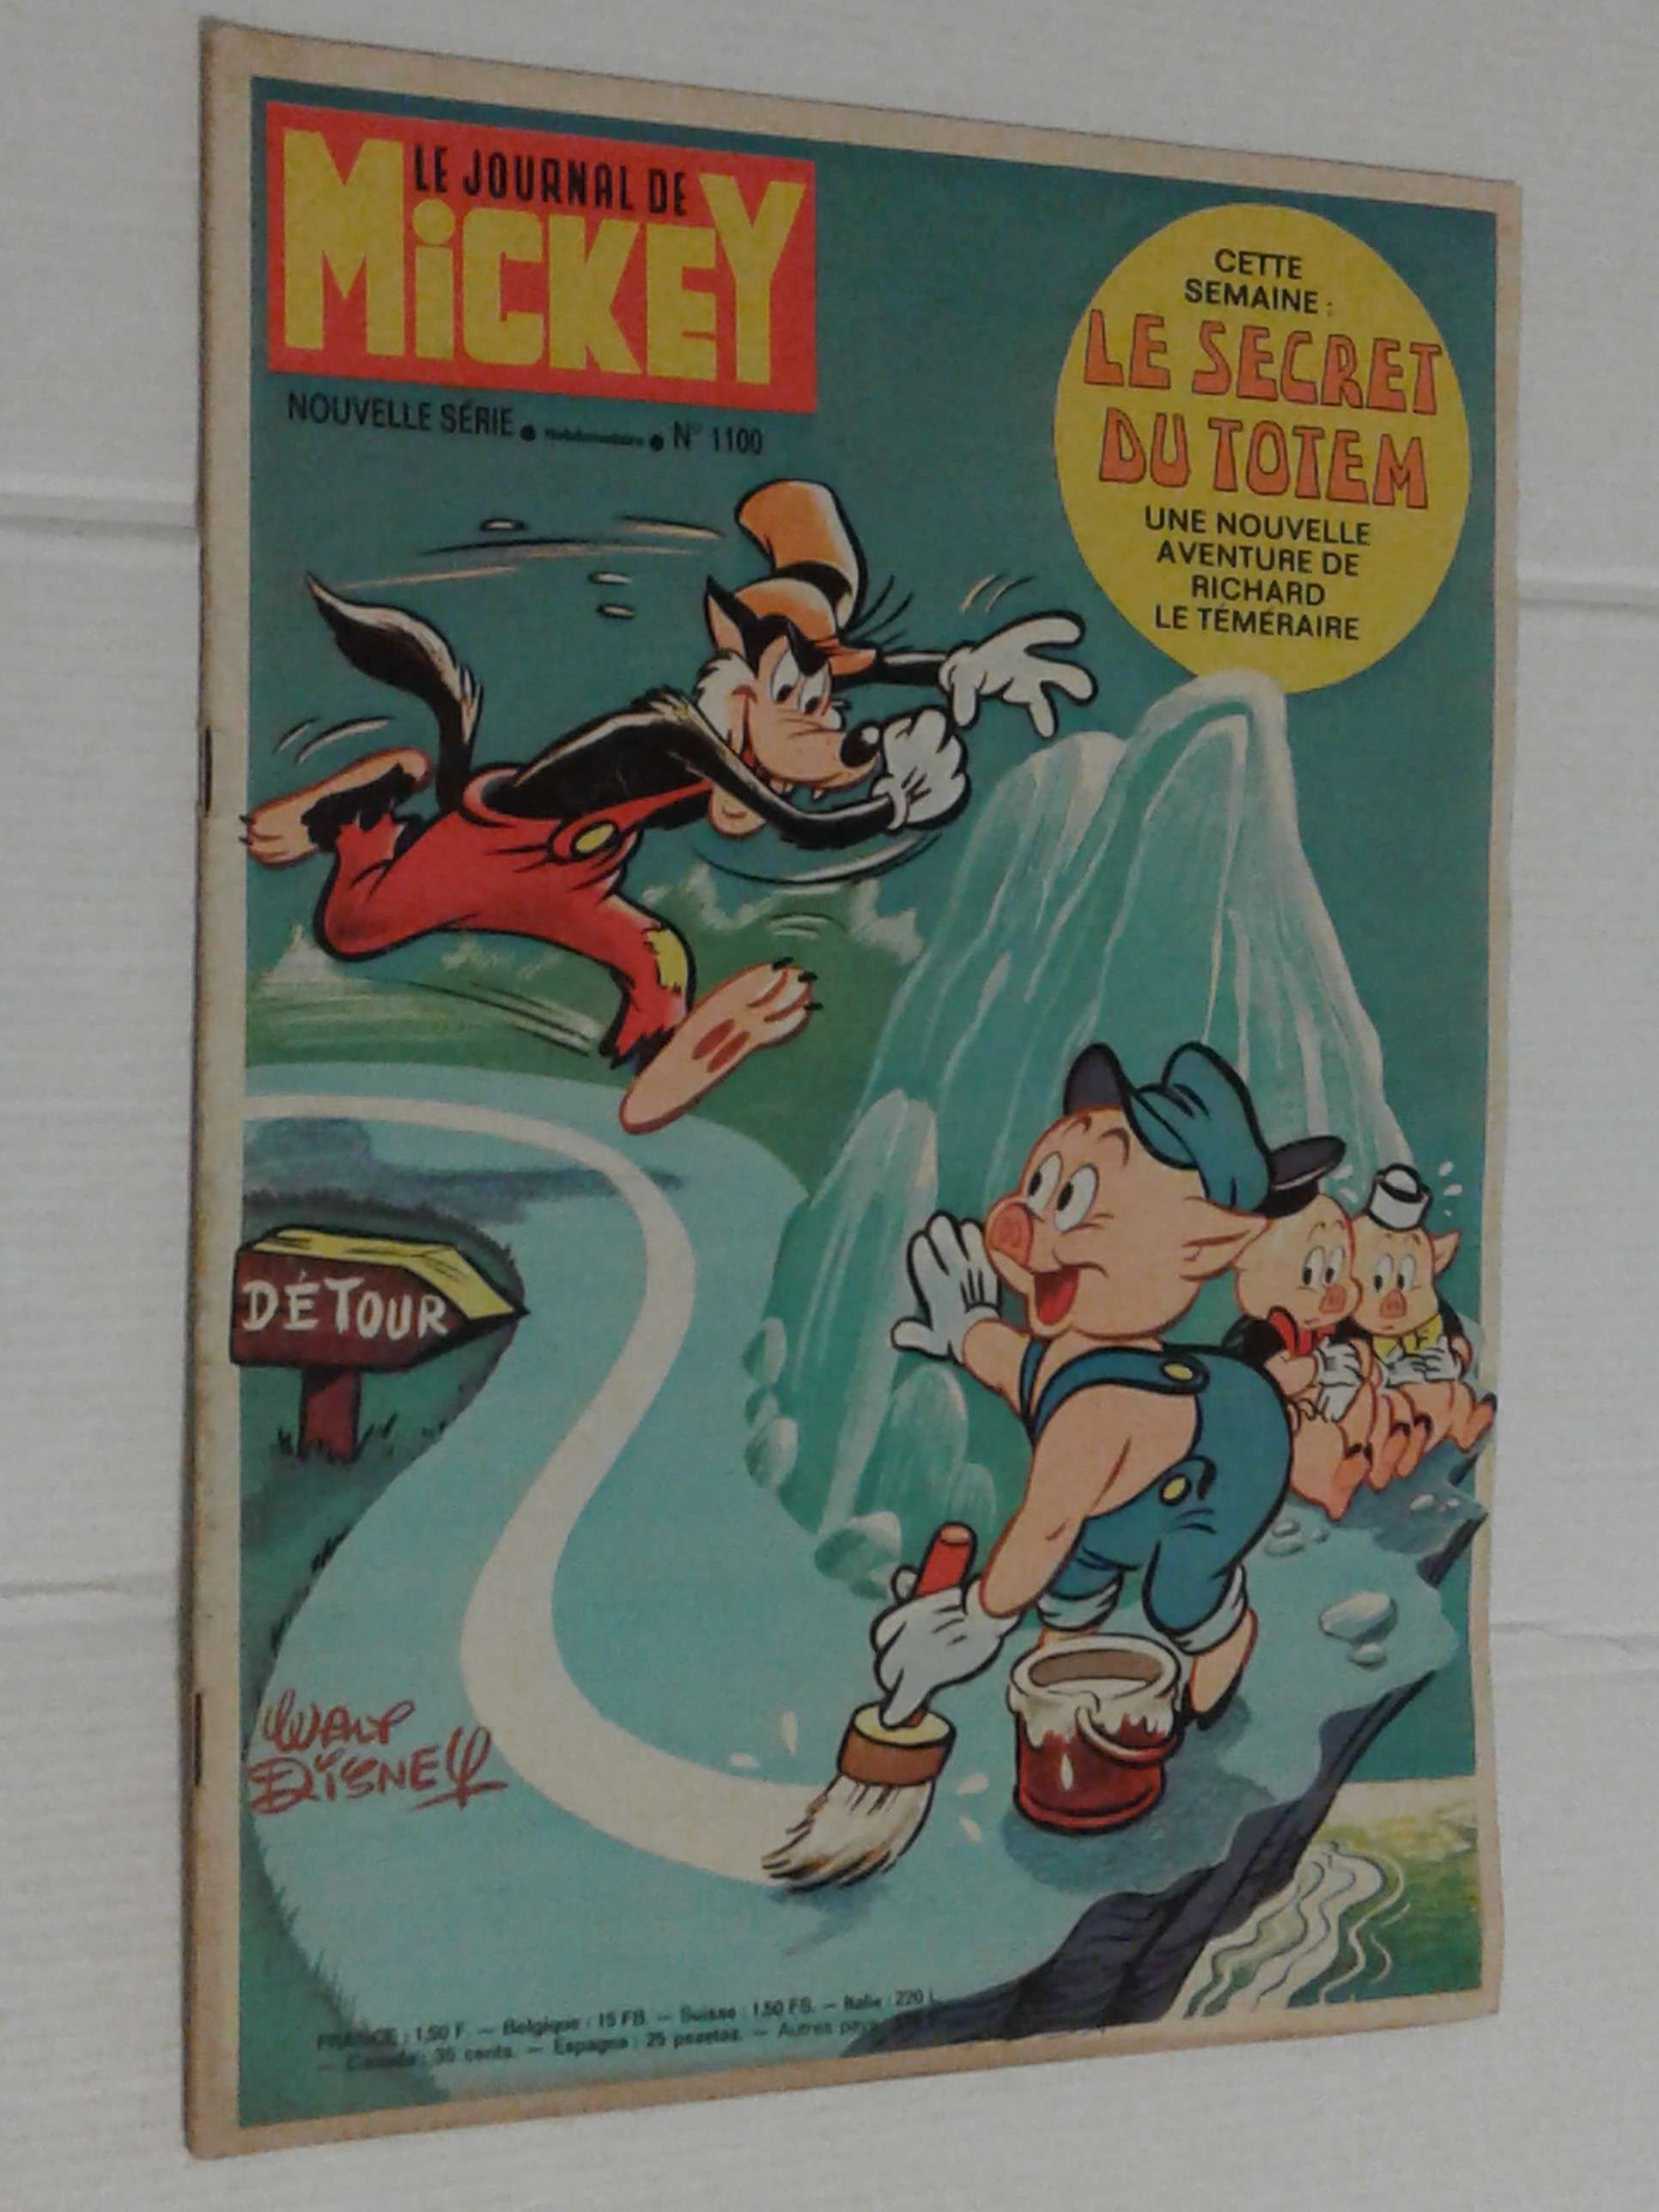 LE JOURNAL DE
MiCKEY
NOUVELLE SÉRIE • Hebdomadaire • N° 1100
CETTE
SEMAINE :
LE SECRET
DU TOTEM
UNE NOUVELLE
AVENTURE DE
RICHARD
LE TÉMÉRAIRE
DÉTOUR
WALT
DISNEY
FRANCE : 1,50 F. — Belgique : 15 FB. — Suisse : 1,50 FS. — Italie : 220 L.
— Canada : 35 cents. — Espagne : 25 pesetas. — Autres pays